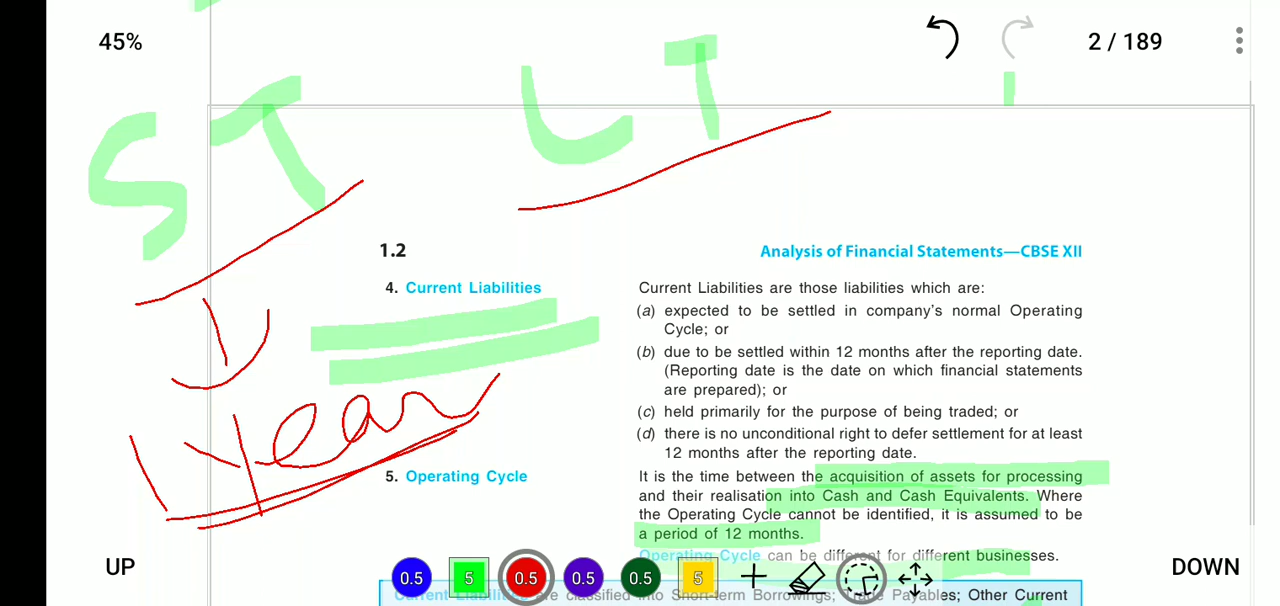 45%
2 / 189
ST LT
1.2
Analysis of Financial Statements—CBSE XII
4. Current Liabilities
Current Liabilities are those liabilities which are:
(a) expected to be settled in company's normal Operating
Cycle; or
(b) due to be settled within 12 months after the reporting date.
(Reporting date is the date on which financial statements
are prepared); or
(c) held primarily for the purpose of being traded; or
(d) there is no unconditional right to defer settlement for at least
12 months after the reporting date.
1 year
5. Operating Cycle
It is the time between the acquisition of assets for processing
and their realisation into Cash and Cash Equivalents. Where
the Operating Cycle cannot be identified, it is assumed to be
a period of 12 months.
Operating Cycle can be different for different businesses.
UP
0.5 5 0.5 0.5 0.5 5
DOWN
Current Liabilities are classified into Short-term Borrowings; Trade Payables; Other Current